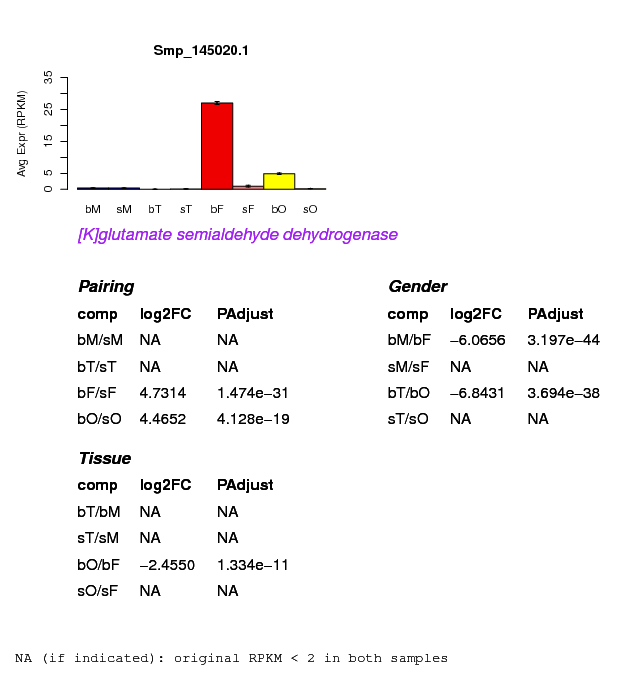 Smp_145020.1
Avg Expr (RPKM)
0 5 15 25 35
bM sM bT sT bF sF bO sO
[K]glutamate semialdehyde dehydrogenase
Pairing
comp log2FC PAdjust
bM/sM NA NA
bT/sT NA NA
bF/sF 4.7314 1.474e−31
bO/sO 4.4652 4.128e−19
Gender
comp log2FC PAdjust
bM/bF −6.0656 3.197e−44
sM/sF NA NA
bT/bO −6.8431 3.694e−38
sT/sO NA NA
Tissue
comp log2FC PAdjust
bT/bM NA NA
sT/sM NA NA
bO/bF −2.4550 1.334e−11
sO/sF NA NA
NA (if indicated): original RPKM < 2 in both samples